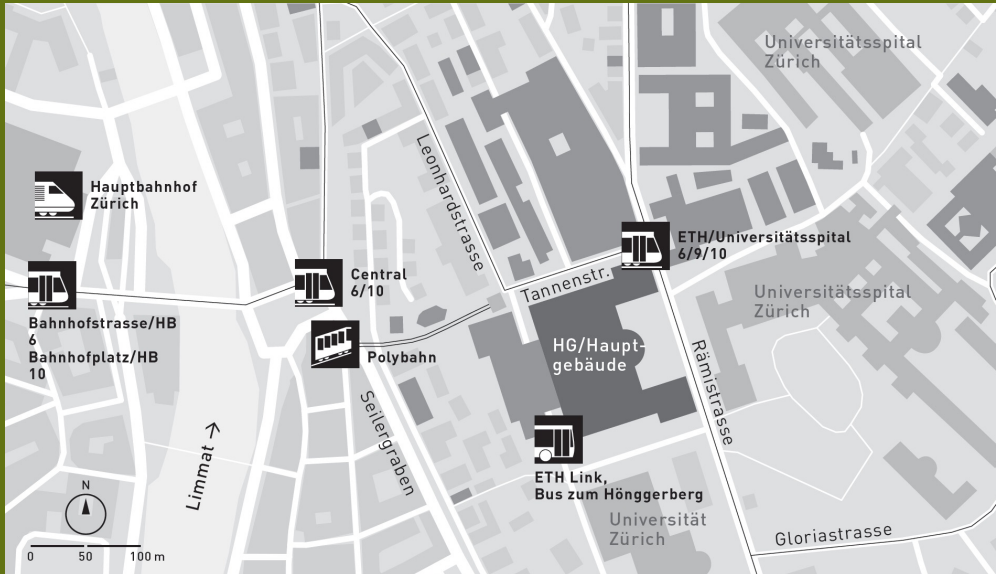 Universitätsspital
Zürich
Hauptbahnhof
Zürich
Leonhardstrasse
ETH/Universitätsspital
6/9/10
Central
6/10
Tannenstr.
Universitätsspital
Zürich
Bahnhofstrasse/HB
6
Bahnhofplatz/HB
10
Polybahn
HG/Haupt-
gebäude
Rämistrasse
Seilergraben
Limmat →
ETH Link,
Bus zum Hönggerberg
N
Universität
Zürich
Gloriastrasse
0 50 100 m